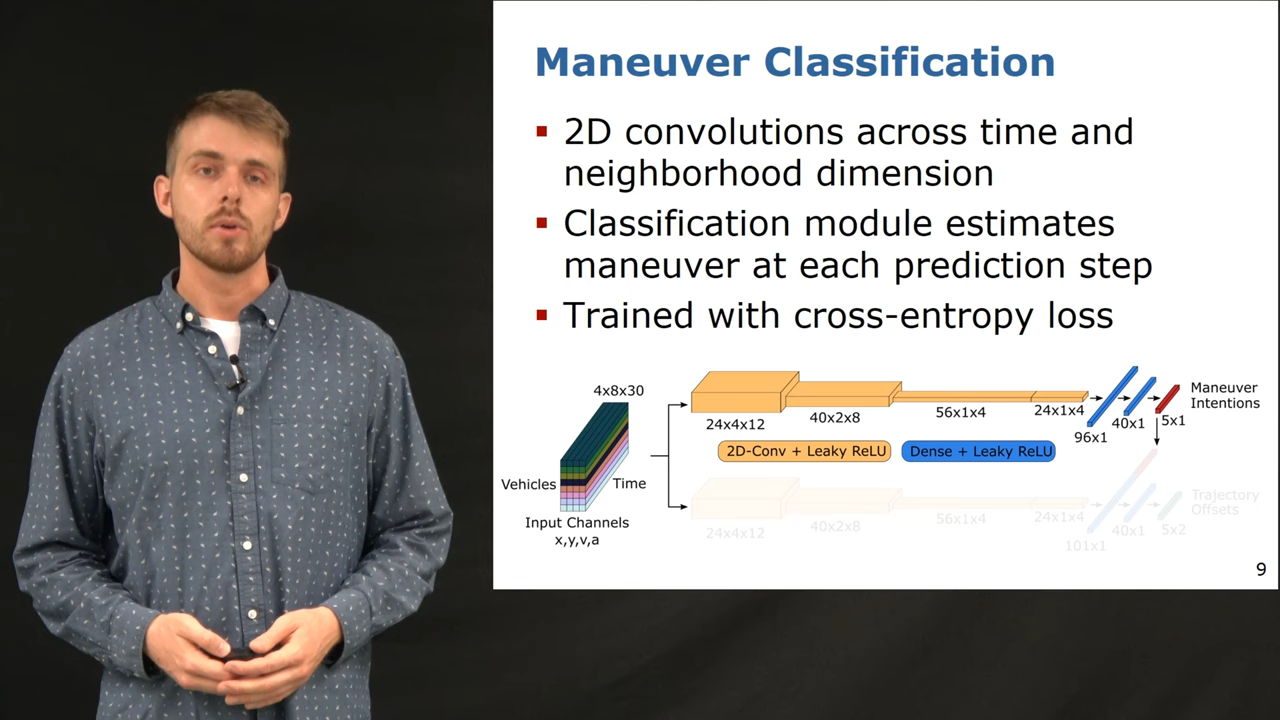 Maneuver Classification
2D convolutions across time and
neighborhood dimension
Classification module estimates
maneuver at each prediction step
Trained with cross-entropy loss
4x8x30
Vehicles
Time
Input Channels
x,y,v,a
24x4x12
40x2x8
56x1x4
24x1x4
96x1
40x1
5x1
Maneuver
Intentions
2D-Conv + Leaky ReLU
Dense + Leaky ReLU
24x4x12
40x2x8
56x1x4
24x1x4
101x1
40x1
5x2
Trajectory
Offsets
9